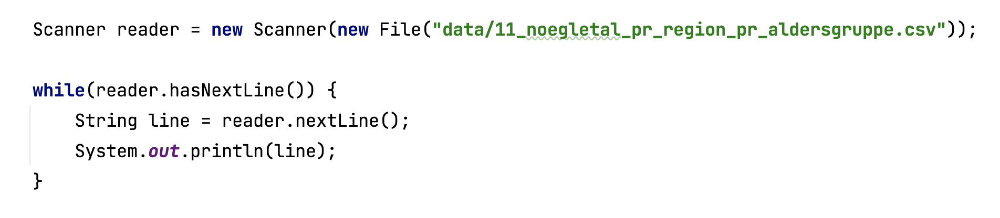 Scanner reader = new Scanner(new File("data/11_noegletal_pr_region_pr_aldersgruppe.csv"));
while(reader.hasNextLine()) {
    String line = reader.nextLine();
    System.out.println(line);
}